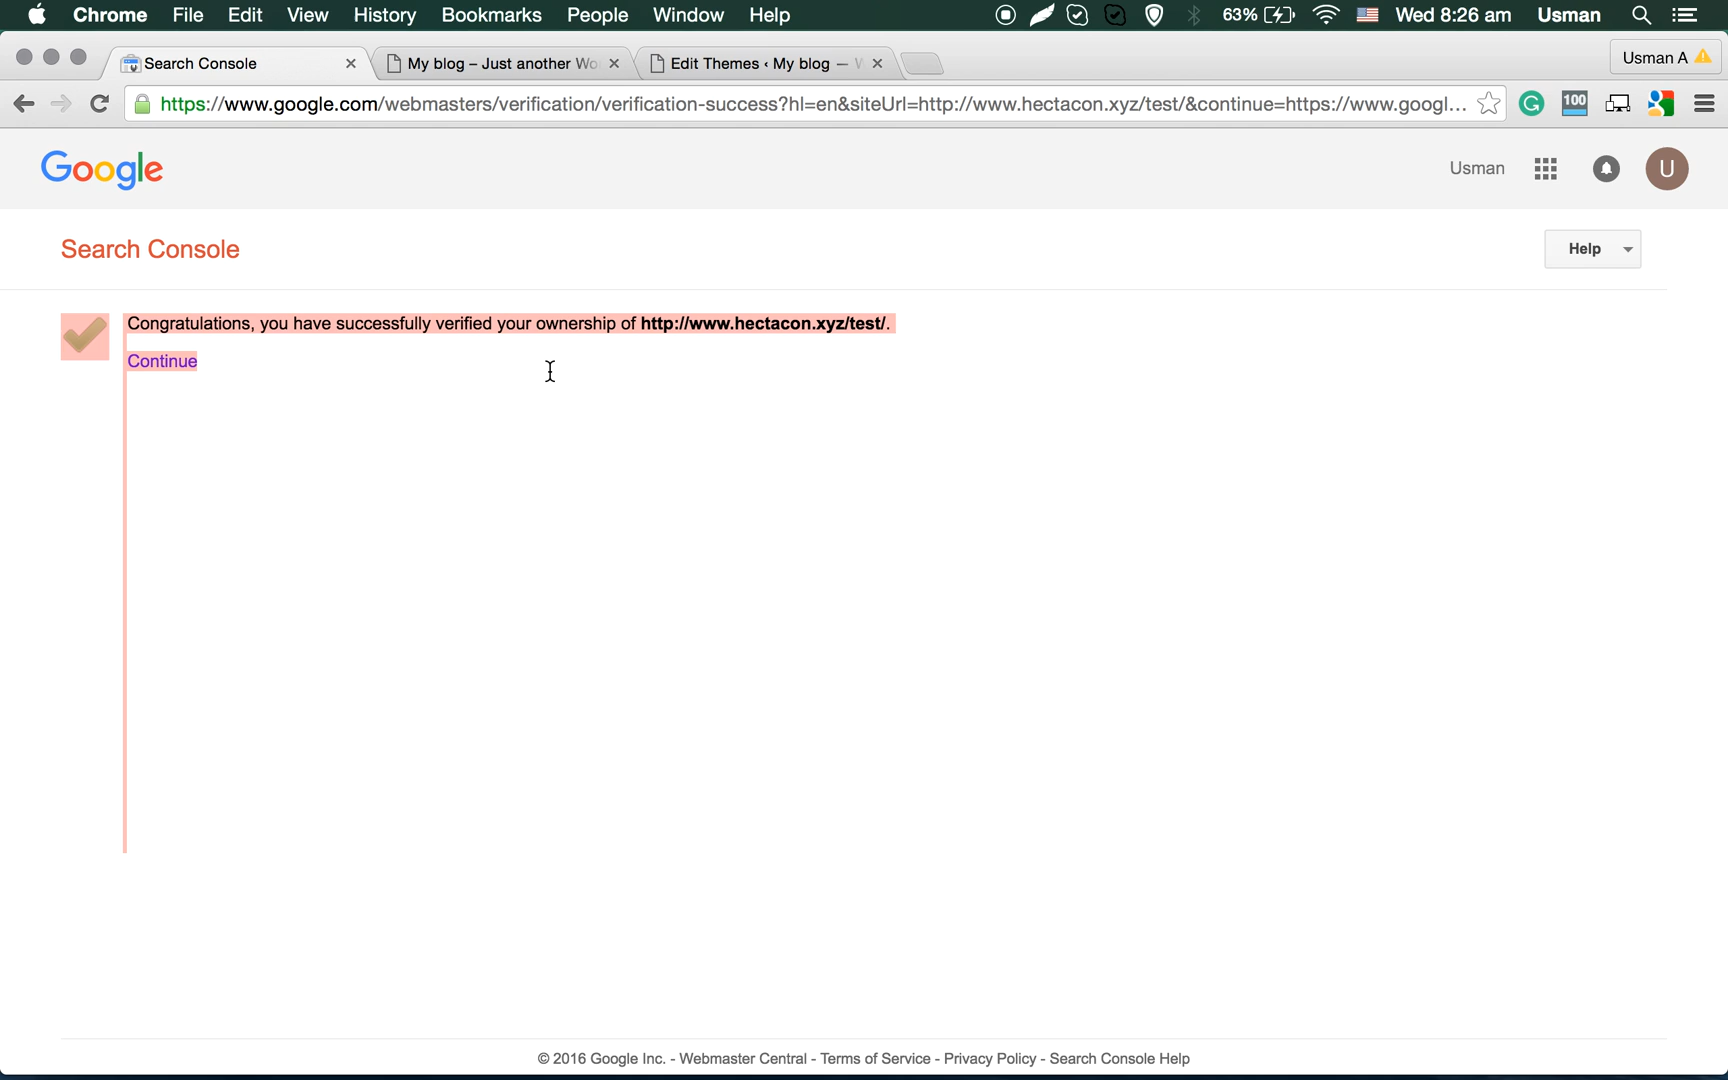 Chrome File Edit View History Bookmarks People Window Help 63% Wed 8:26 am Usman
Search Console My blog – Just another Wo Edit Themes ‹ My blog — W Usman A
https://www.google.com/webmasters/verification/verification-success?hl=en&siteUrl=http://www.hectacon.xyz/test/&continue=https://www.googl... 100
Google Usman U
Search Console Help
Congratulations, you have successfully verified your ownership of http://www.hectacon.xyz/test/.
Continue
© 2016 Google Inc. - Webmaster Central - Terms of Service - Privacy Policy - Search Console Help